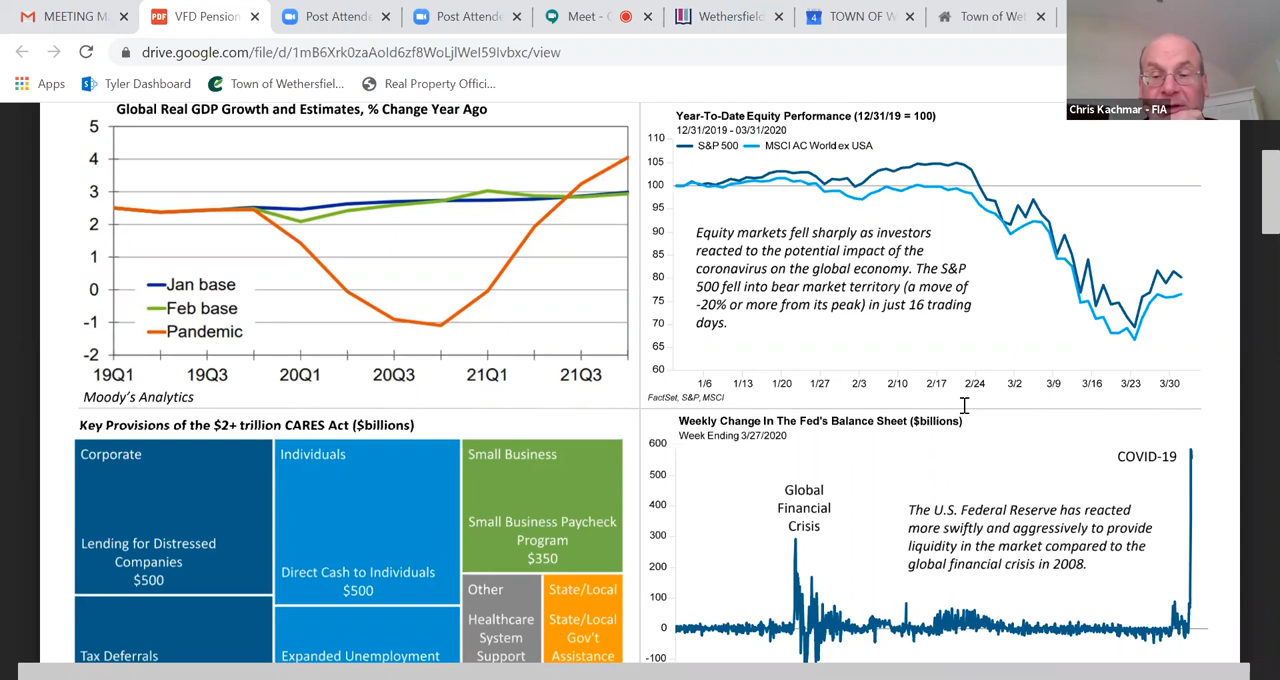 MEETING M
VFD Pension
Post Attende
Post Attende
Meet - 
Wethersfield
TOWN OF W
Town of Wet
drive.google.com/file/d/1mB6Xrk0zaAoId6zf8WoLjlWeI59Ivbxc/view
Apps
Tyler Dashboard
Town of Wethersfiel...
Real Property Offici...
Chris Kachmar - FIA
Global Real GDP Growth and Estimates, % Change Year Ago
5
4
3
2
1
0
-1
-2
Jan base
Feb base
Pandemic
19Q1
19Q3
20Q1
20Q3
21Q1
21Q3
Moody's Analytics
Year-To-Date Equity Performance (12/31/19 = 100)
12/31/2019 - 03/31/2020
S&P 500
MSCI AC World ex USA
110
105
100
95
90
85
80
75
70
65
60
Equity markets fell sharply as investors
reacted to the potential impact of the
coronavirus on the global economy. The S&P
500 fell into bear market territory (a move of
-20% or more from its peak) in just 16 trading
days.
1/6
1/13
1/20
1/27
2/3
2/10
2/17
2/24
3/2
3/9
3/16
3/23
3/30
FactSet, S&P, MSCI
Key Provisions of the $2+ trillion CARES Act ($billions)
Corporate
Lending for Distressed
Companies
$500
Tax Deferrals
Individuals
Direct Cash to Individuals
$500
Expanded Unemployment
Small Business
Small Business Paycheck
Program
$350
Other
Healthcare
System
Support
State/Local
State/Local
Gov't
Assistance
Weekly Change In The Fed's Balance Sheet ($billions)
Week Ending 3/27/2020
600
500
400
300
200
100
0
-100
Global
Financial
Crisis
COVID-19
The U.S. Federal Reserve has reacted
more swiftly and aggressively to provide
liquidity in the market compared to the
global financial crisis in 2008.